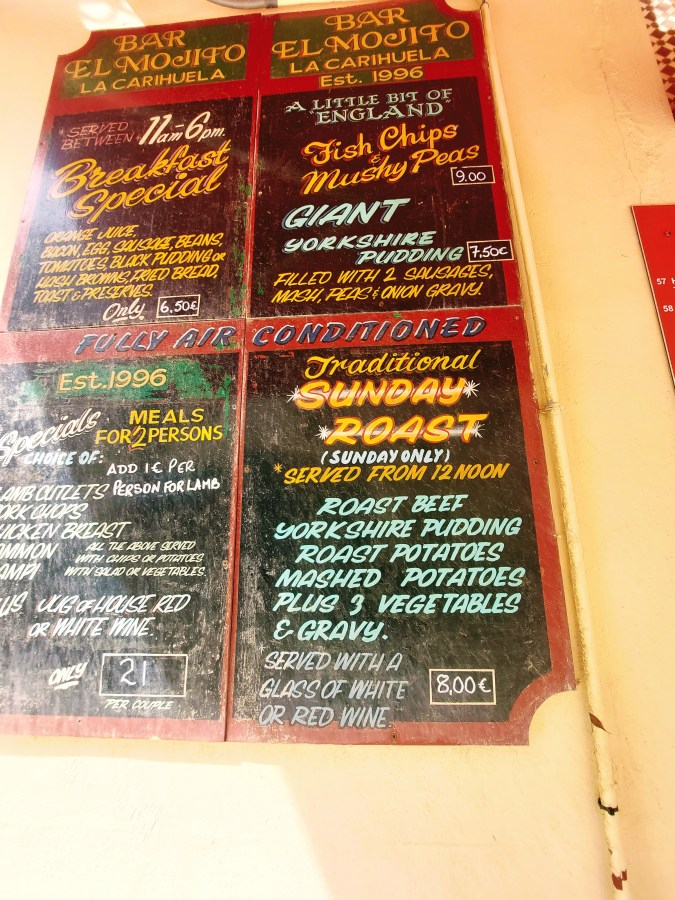 BAR
EL MOJITO
LA CARIHUELA
SERVED
BETWEEN
11am - 6pm.
Breakfast
Special
ORANGE JUICE
BACON, EGG, SAUSAGE, BEANS,
TOMATOES, BLACK PUDDING OR
HASH BROWNS, FRIED BREAD,
TOAST & PRESERVES.
Only 6.50€
BAR
EL MOJITO
LA CARIHUELA
Est. 1996
"A LITTLE BIT OF
ENGLAND"
Fish Chips
& Mushy Peas
9.00
GIANT
YORKSHIRE
PUDDING 7,50€
FILLED WITH 2 SAUSAGES,
MASH, PEAS & ONION GRAVY.
FULLY AIR CONDITIONED
Est. 1996
Specials
MEALS
FOR 2 PERSONS
CHOICE OF:
ADD 1€ PER
PERSON FOR LAMB
LAMB CUTLETS
ORK CHOPS
HICKEN BREAST
AMMON
AMPI
ALL THE ABOVE SERVED
WITH CHIPS OR POTATOES.
WITH SALAD OR VEGETABLES.
US JUG OF HOUSE RED
OR WHITE WINE.
ONLY 21
PER COUPLE
Traditional
SUNDAY
ROAST
(SUNDAY ONLY)
*SERVED FROM 12 NOON
ROAST BEEF
YORKSHIRE PUDDING
ROAST POTATOES
MASHED POTATOES
PLUS 3 VEGETABLES
& GRAVY.
SERVED WITH A
GLASS OF WHITE
OR RED WINE.
8,00€
57 H
58